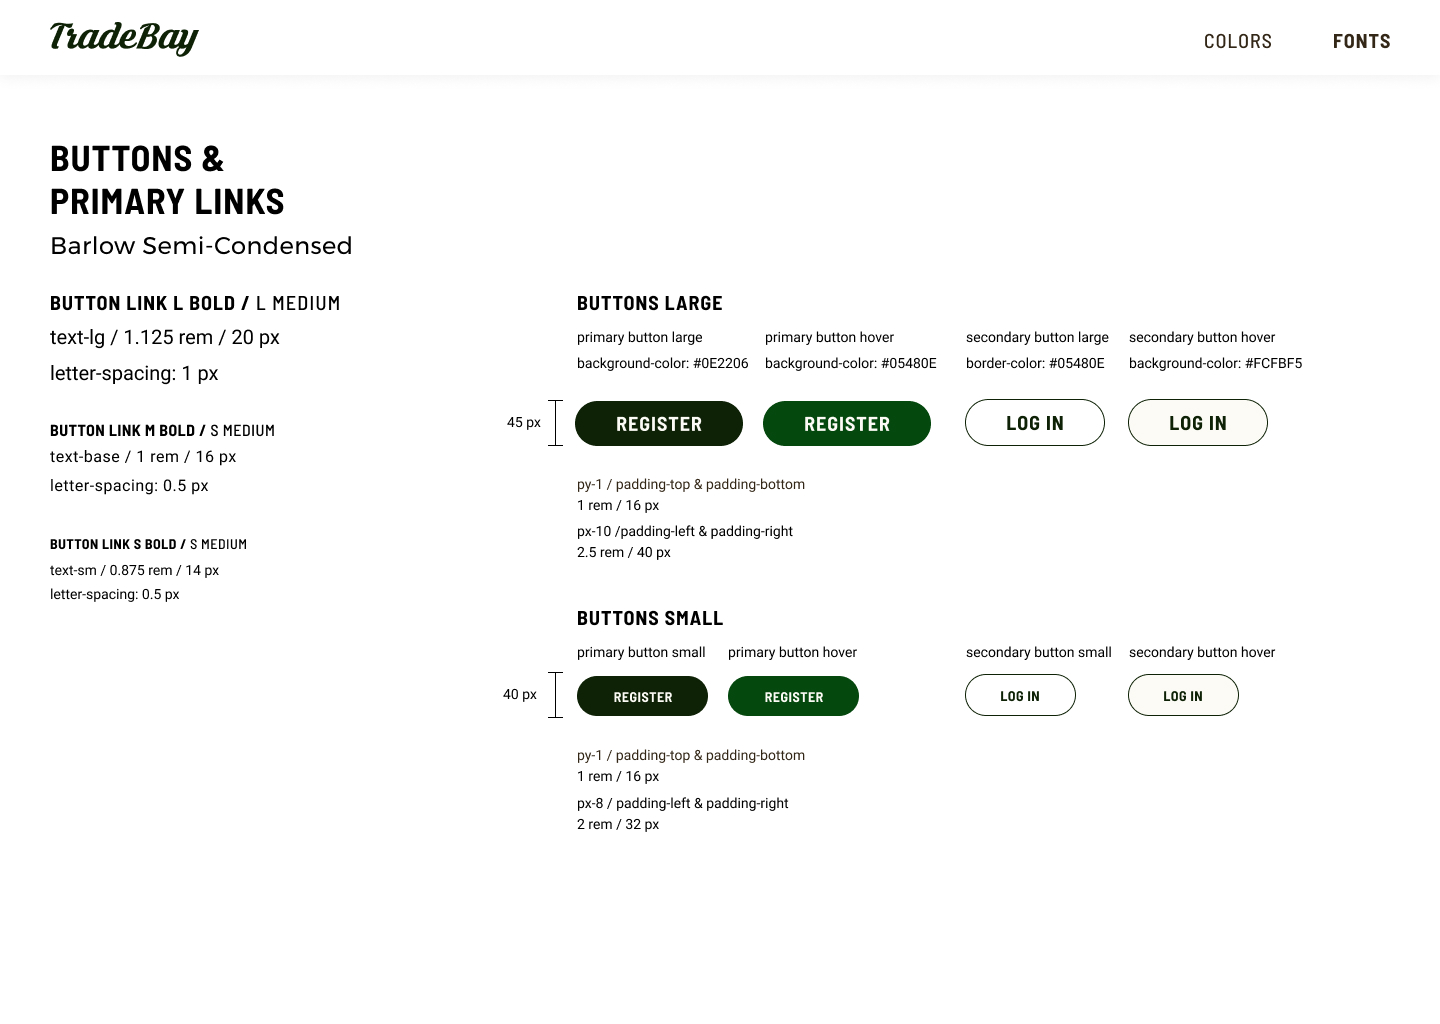 TradeBay
COLORS
FONTS
BUTTONS &
PRIMARY LINKS
Barlow Semi-Condensed
BUTTON LINK L BOLD / L MEDIUM
text-lg / 1.125 rem / 20 px
letter-spacing: 1 px
BUTTON LINK M BOLD / S MEDIUM
text-base / 1 rem / 16 px
letter-spacing: 0.5 px
BUTTON LINK S BOLD / S MEDIUM
text-sm / 0.875 rem / 14 px
letter-spacing: 0.5 px
BUTTONS LARGE
primary button large
background-color: #0E2206
primary button hover
background-color: #05480E
secondary button large
border-color: #05480E
secondary button hover
background-color: #FCFBF5
45 px
REGISTER
REGISTER
LOG IN
LOG IN
py-1 / padding-top & padding-bottom
1 rem / 16 px
px-10 /padding-left & padding-right
2.5 rem / 40 px
BUTTONS SMALL
primary button small
primary button hover
secondary button small
secondary button hover
40 px
REGISTER
REGISTER
LOG IN
LOG IN
py-1 / padding-top & padding-bottom
1 rem / 16 px
px-8 / padding-left & padding-right
2 rem / 32 px